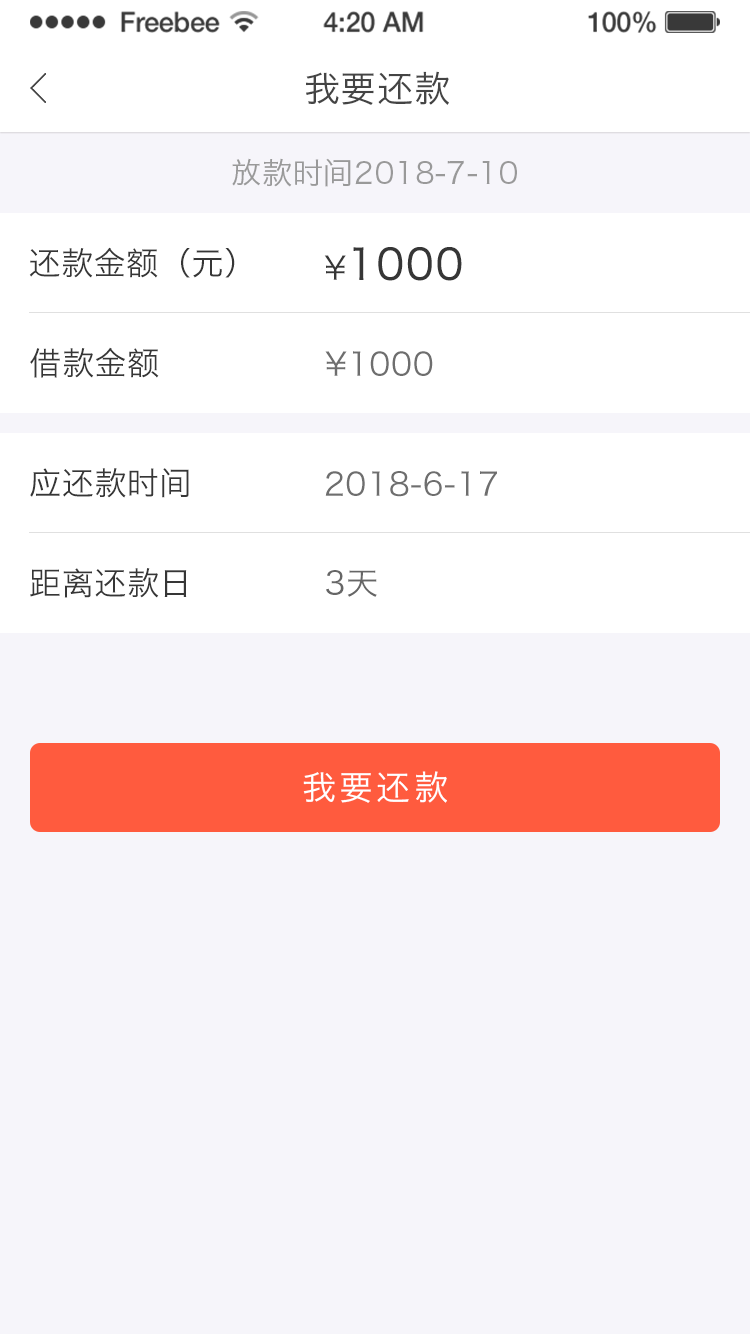 ●●●●● Freebee 4:20 AM 100%
我要还款
放款时间2018-7-10
还款金额（元） ¥1000
借款金额 ¥1000
应还款时间 2018-6-17
距离还款日 3天
我要还款